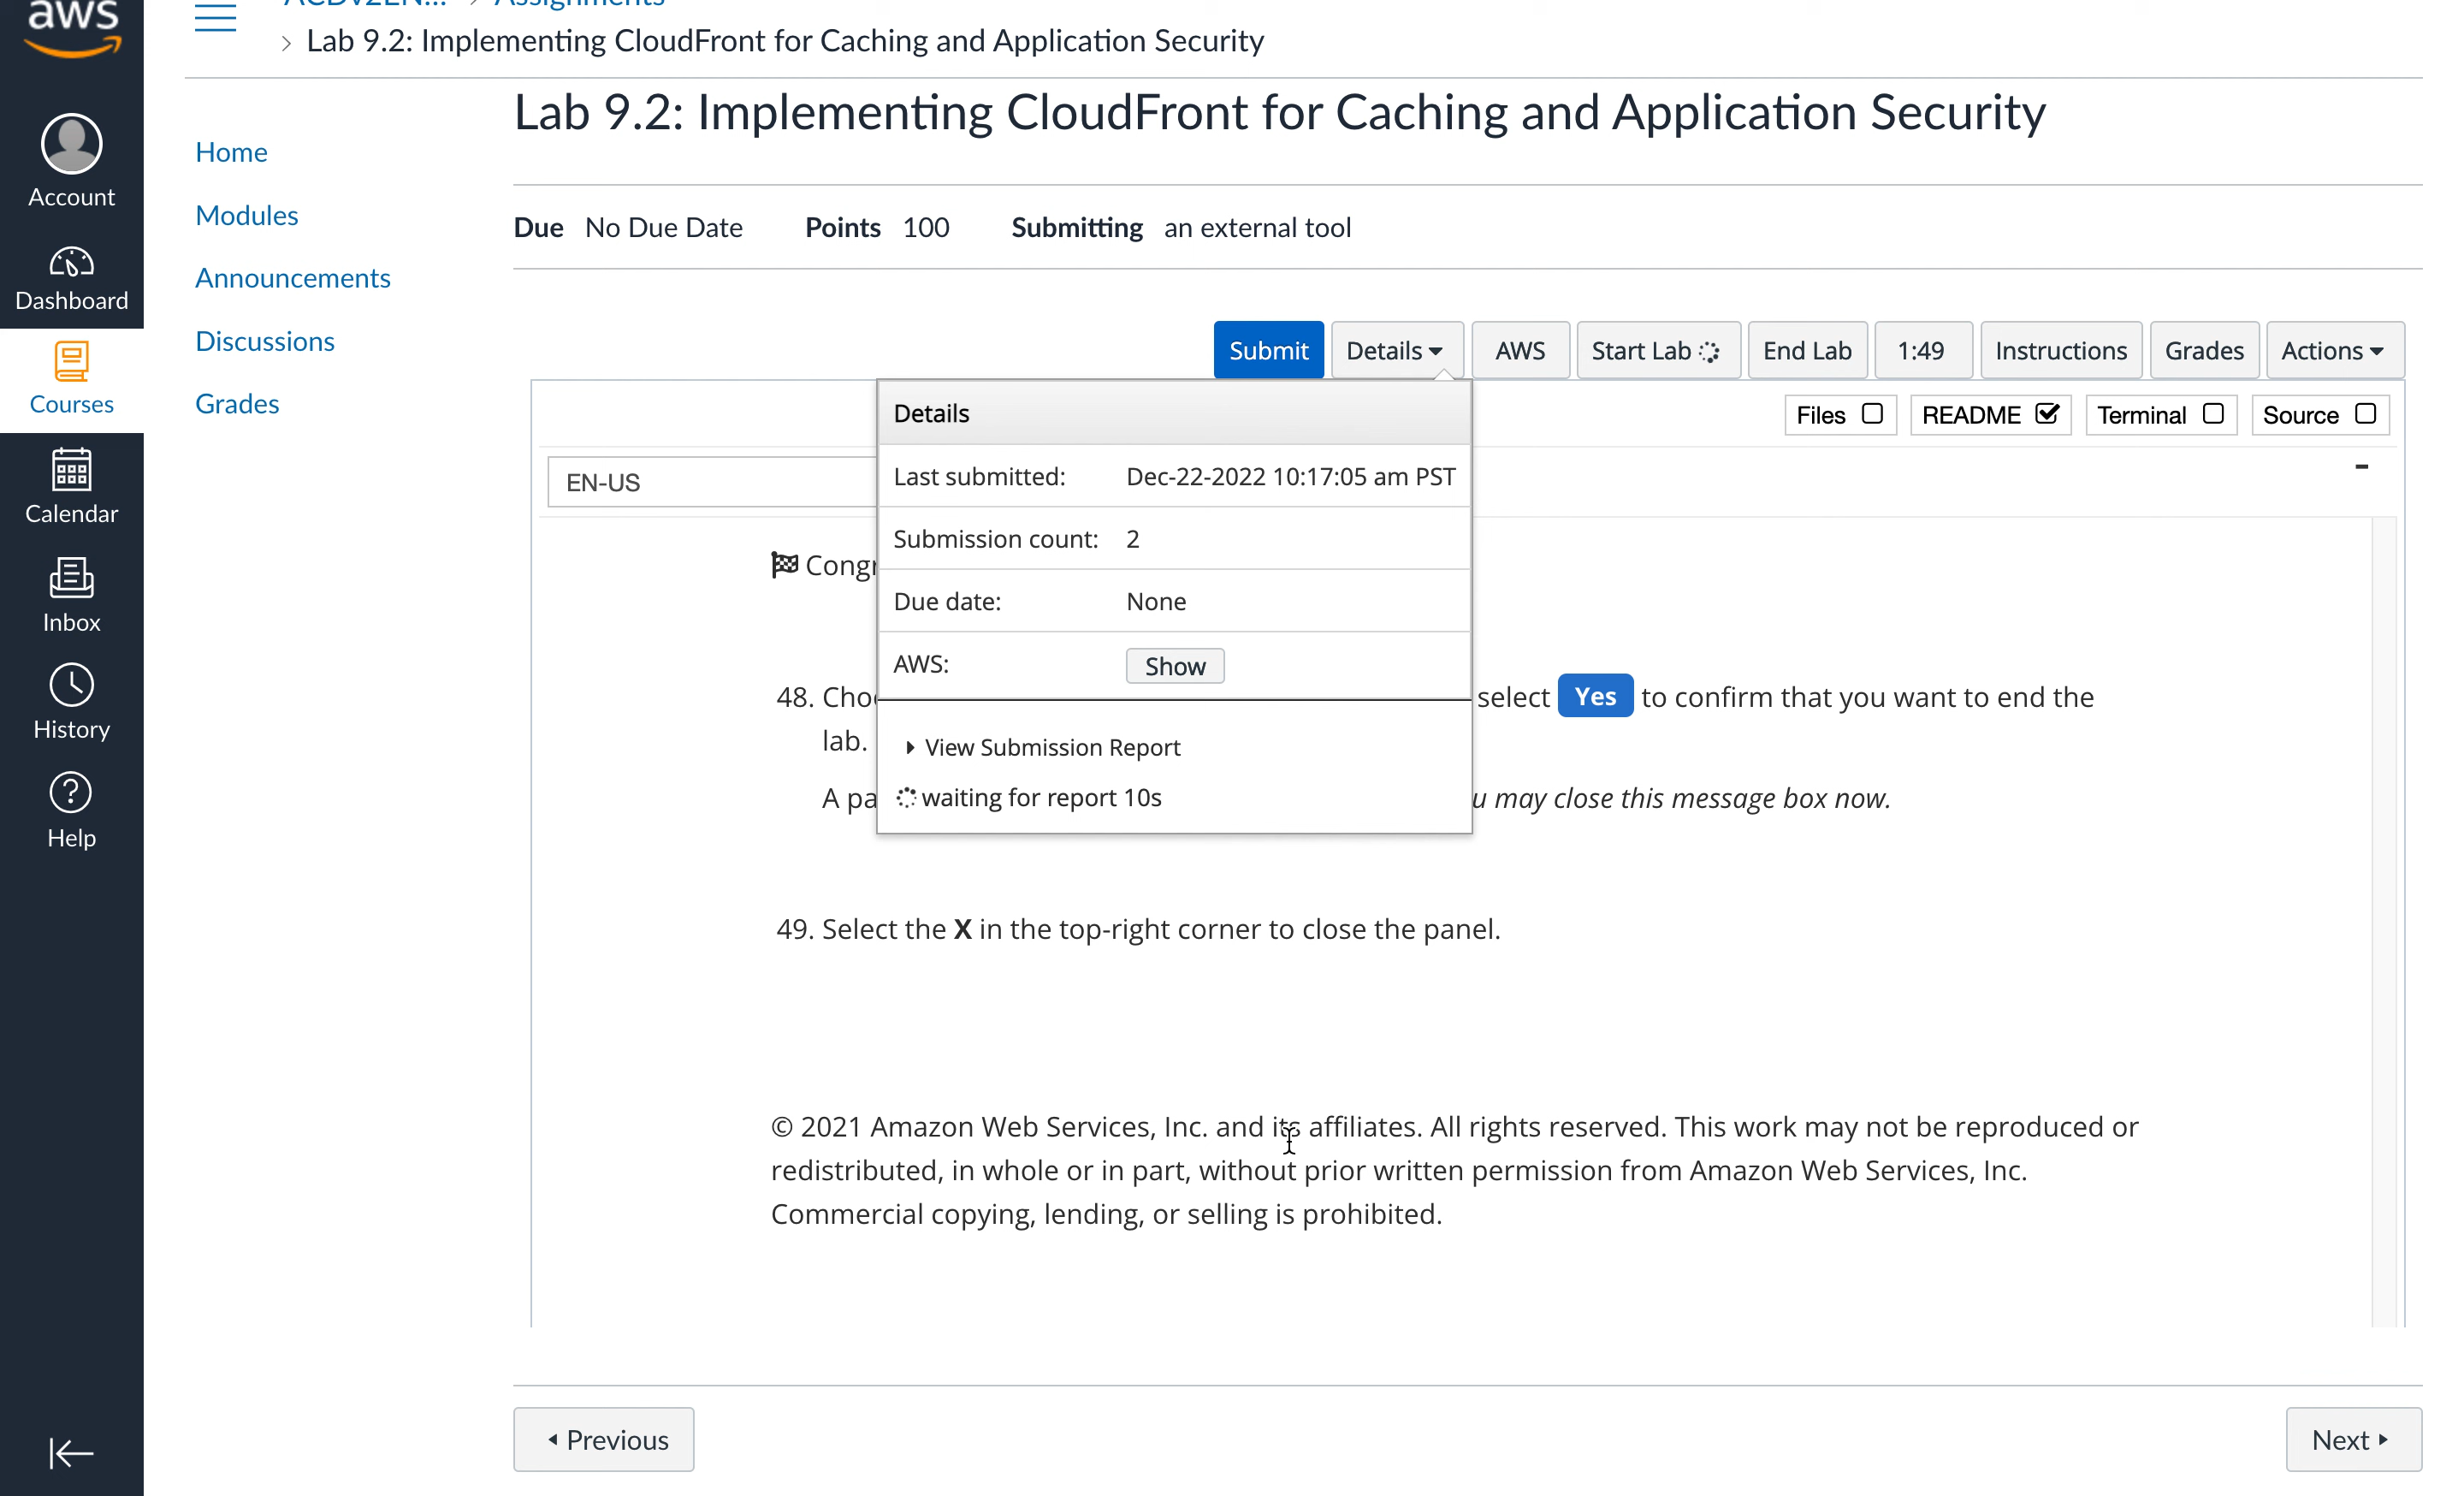 aws
> Assignments
> Lab 9.2: Implementing CloudFront for Caching and Application Security
Account
Dashboard
Courses
Calendar
Inbox
History
Help
Home
Modules
Announcements
Discussions
Grades
Lab 9.2: Implementing CloudFront for Caching and Application Security
Due No Due Date Points 100 Submitting an external tool
Submit Details AWS Start Lab End Lab 1:49 Instructions Grades Actions
Files README Terminal Source
EN-US
Details
Last submitted: Dec-22-2022 10:17:05 am PST
Submission count: 2
Due date: None
AWS: Show
View Submission Report
waiting for report 10s
48. select Yes to confirm that you want to end the
lab.
A u may close this message box now.
49. Select the X in the top-right corner to close the panel.
© 2021 Amazon Web Services, Inc. and its affiliates. All rights reserved. This work may not be reproduced or
redistributed, in whole or in part, without prior written permission from Amazon Web Services, Inc.
Commercial copying, lending, or selling is prohibited.
Previous
Next